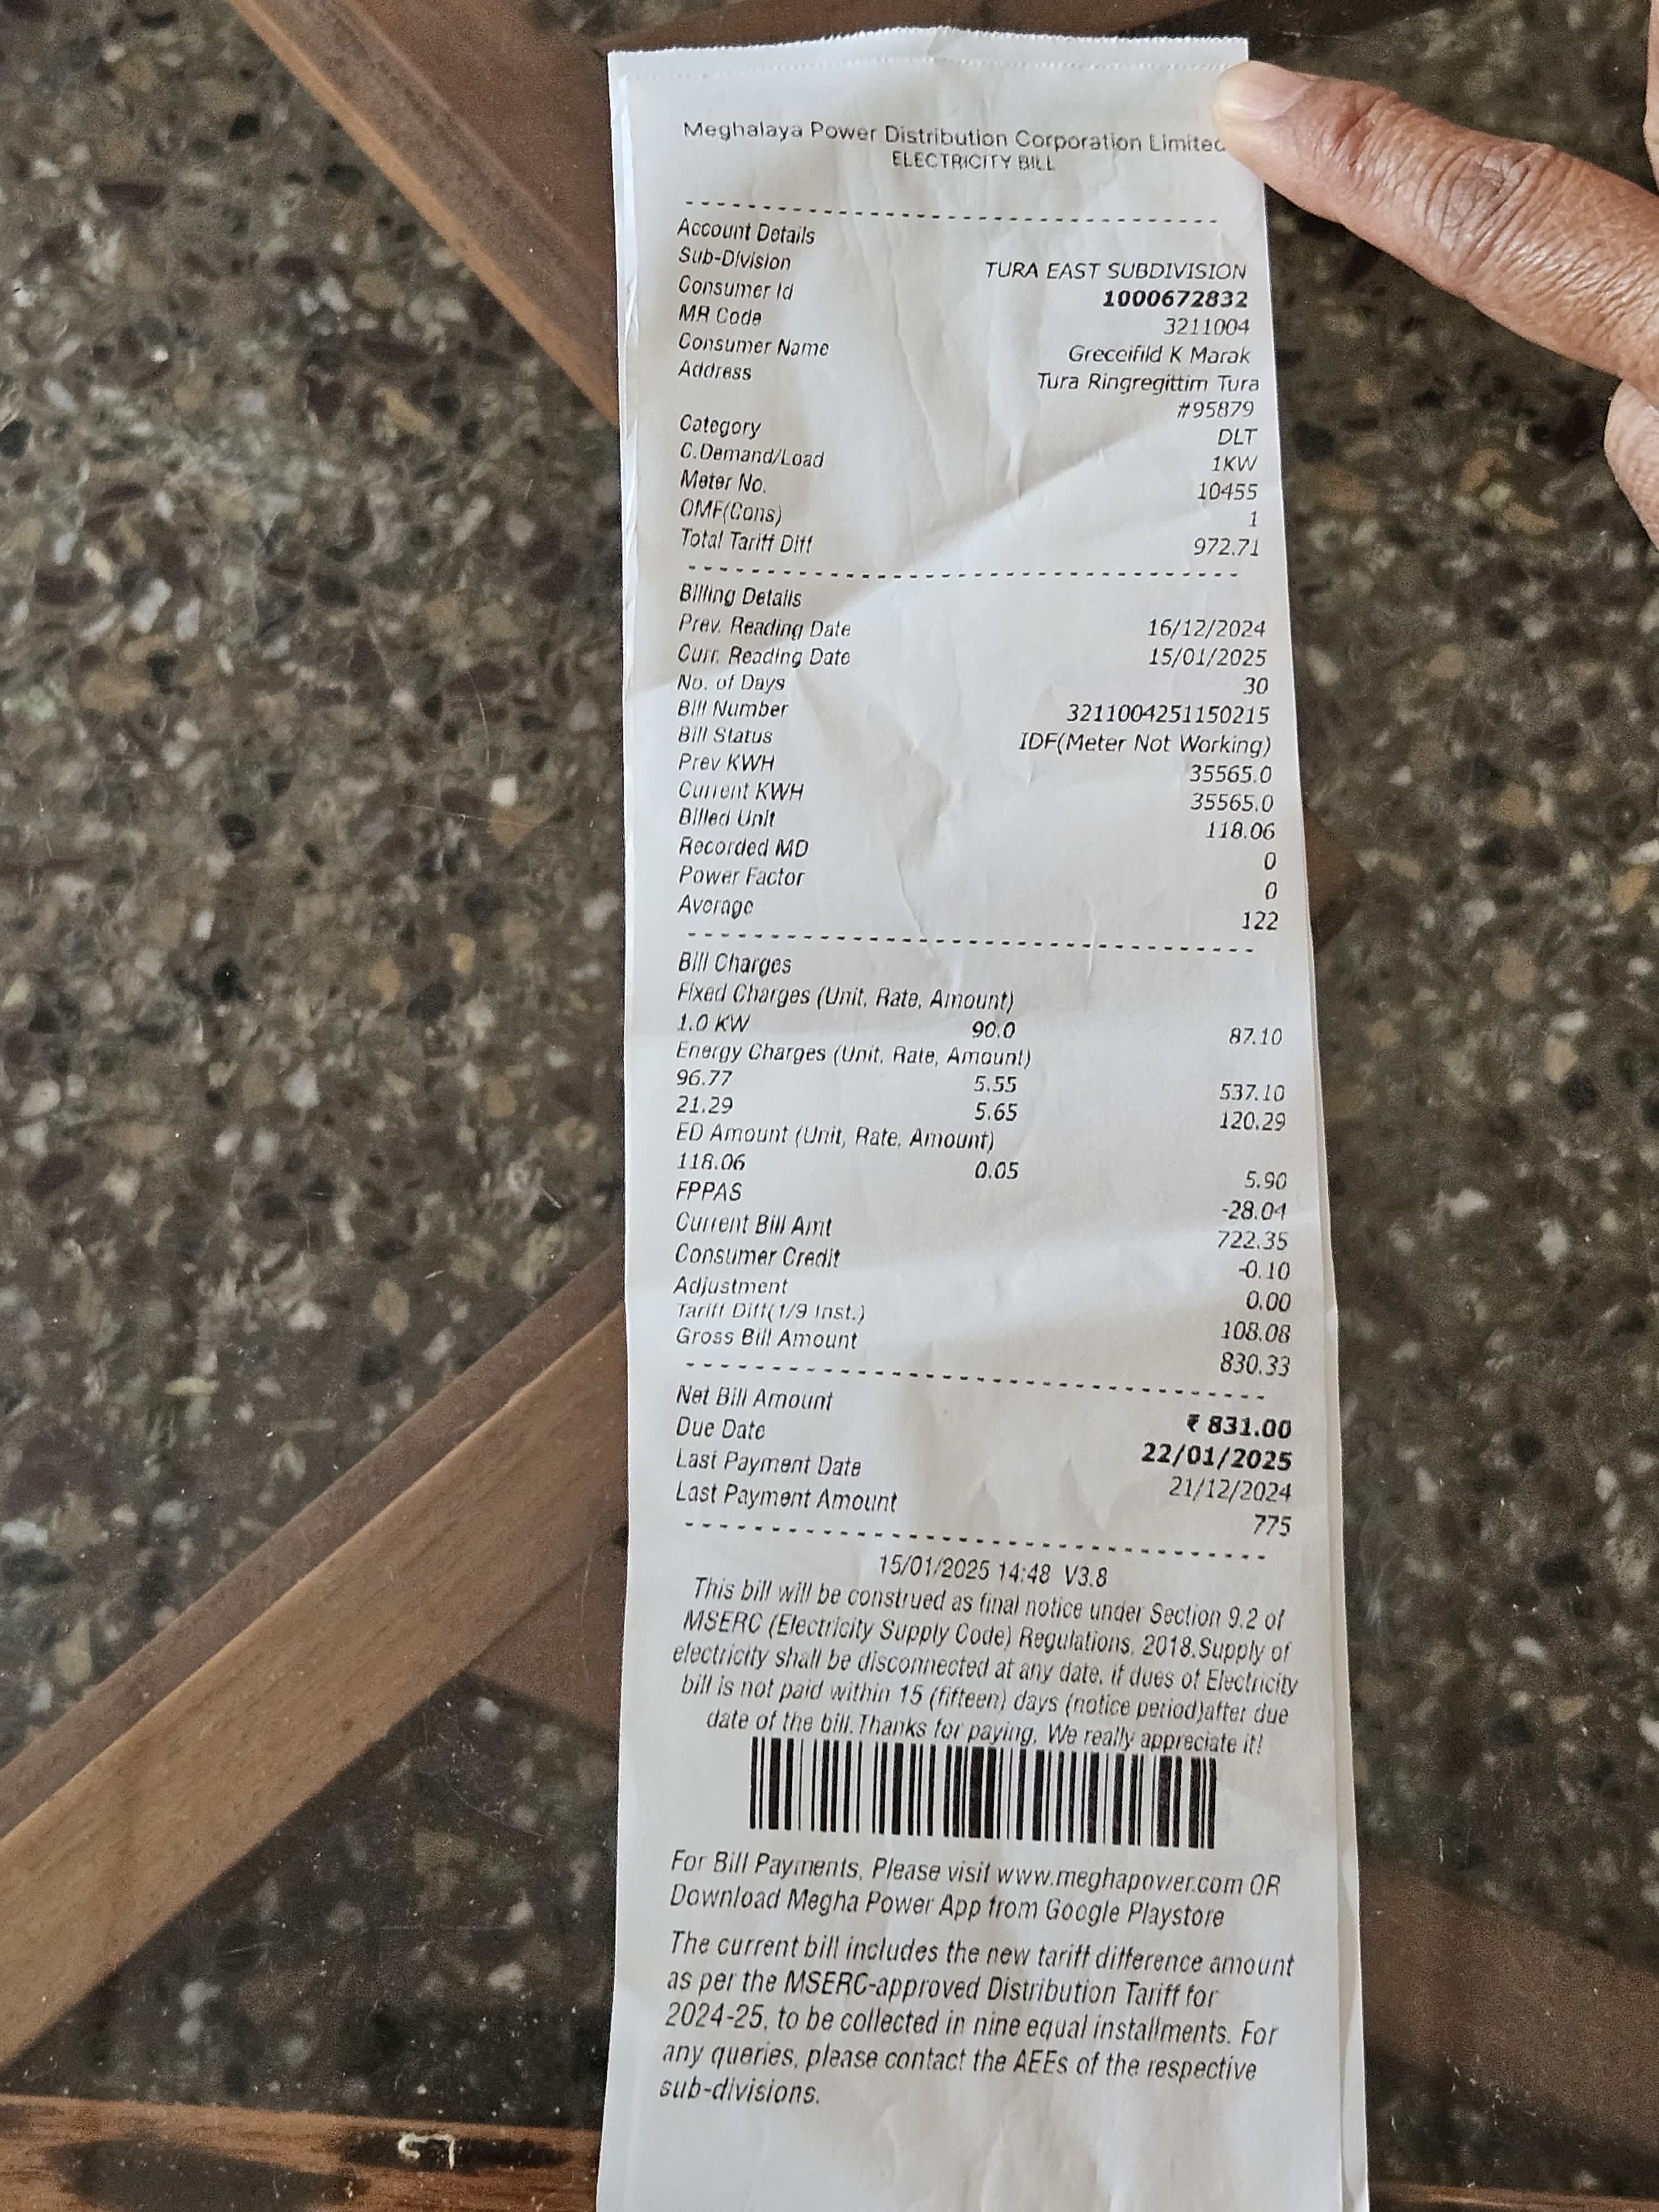 Meghalaya Power Distribution Corporation Limited
ELECTRICITY BILL
Account Details
Sub-Division TURA EAST SUBDIVISION
Consumer Id 1000672832
MR Code 3211004
Consumer Name Greceifild K Marak
Address Tura Ringregittim Tura
#95879
Category DLT
C.Demand/Load 1KW
Meter No. 10455
OMF(Cons) 1
Total Tariff Diff 972.71
Billing Details
Prev. Reading Date 16/12/2024
Curr. Reading Date 15/01/2025
No. of Days 30
Bill Number 3211004251150215
Bill Status IDF(Meter Not Working)
Prev KWH 35565.0
Current KWH 35565.0
Billed Unit 118.06
Recorded MD 0
Power Factor 0
Average 122
Bill Charges
Fixed Charges (Unit, Rate, Amount)
1.0 KW 90.0 87.10
Energy Charges (Unit, Rate, Amount)
96.77 5.55 537.10
21.29 5.65 120.29
ED Amount (Unit, Rate, Amount)
118.06 0.05 5.90
FPPAS -28.04
Current Bill Amt 722.35
Consumer Credit -0.10
Adjustment 0.00
Tariff Diff(1/9 Inst.) 108.08
Gross Bill Amount 830.33
Net Bill Amount ₹ 831.00
Due Date 22/01/2025
Last Payment Date 21/12/2024
Last Payment Amount 775
15/01/2025 14:48 V3.8
This bill will be construed as final notice under Section 9.2 of
MSERC (Electricity Supply Code) Regulations, 2018.Supply of
electricity shall be disconnected at any date, if dues of Electricity
bill is not paid within 15 (fifteen) days (notice period)after due
date of the bill.Thanks for paying, We really appreciate it!
For Bill Payments, Please visit www.meghapower.com OR
Download Megha Power App from Google Playstore
The current bill includes the new tariff difference amount
as per the MSERC-approved Distribution Tariff for
2024-25, to be collected in nine equal installments. For
any queries, please contact the AEEs of the respective
sub-divisions.